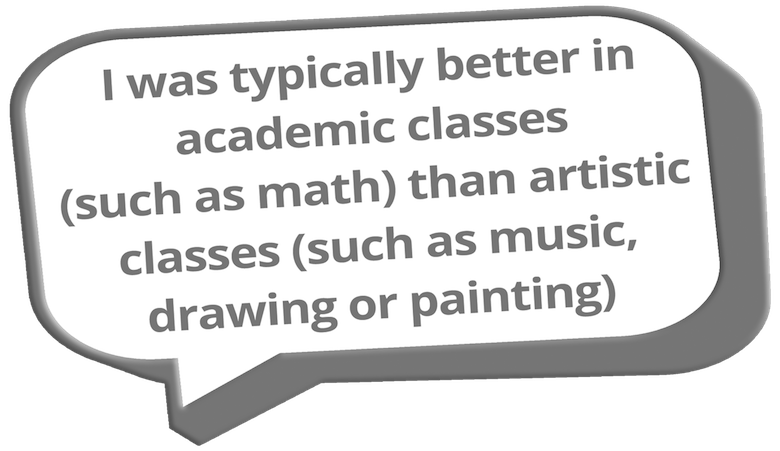 I was typically better in
academic classes
(such as math) than artistic
classes (such as music,
drawing or painting)